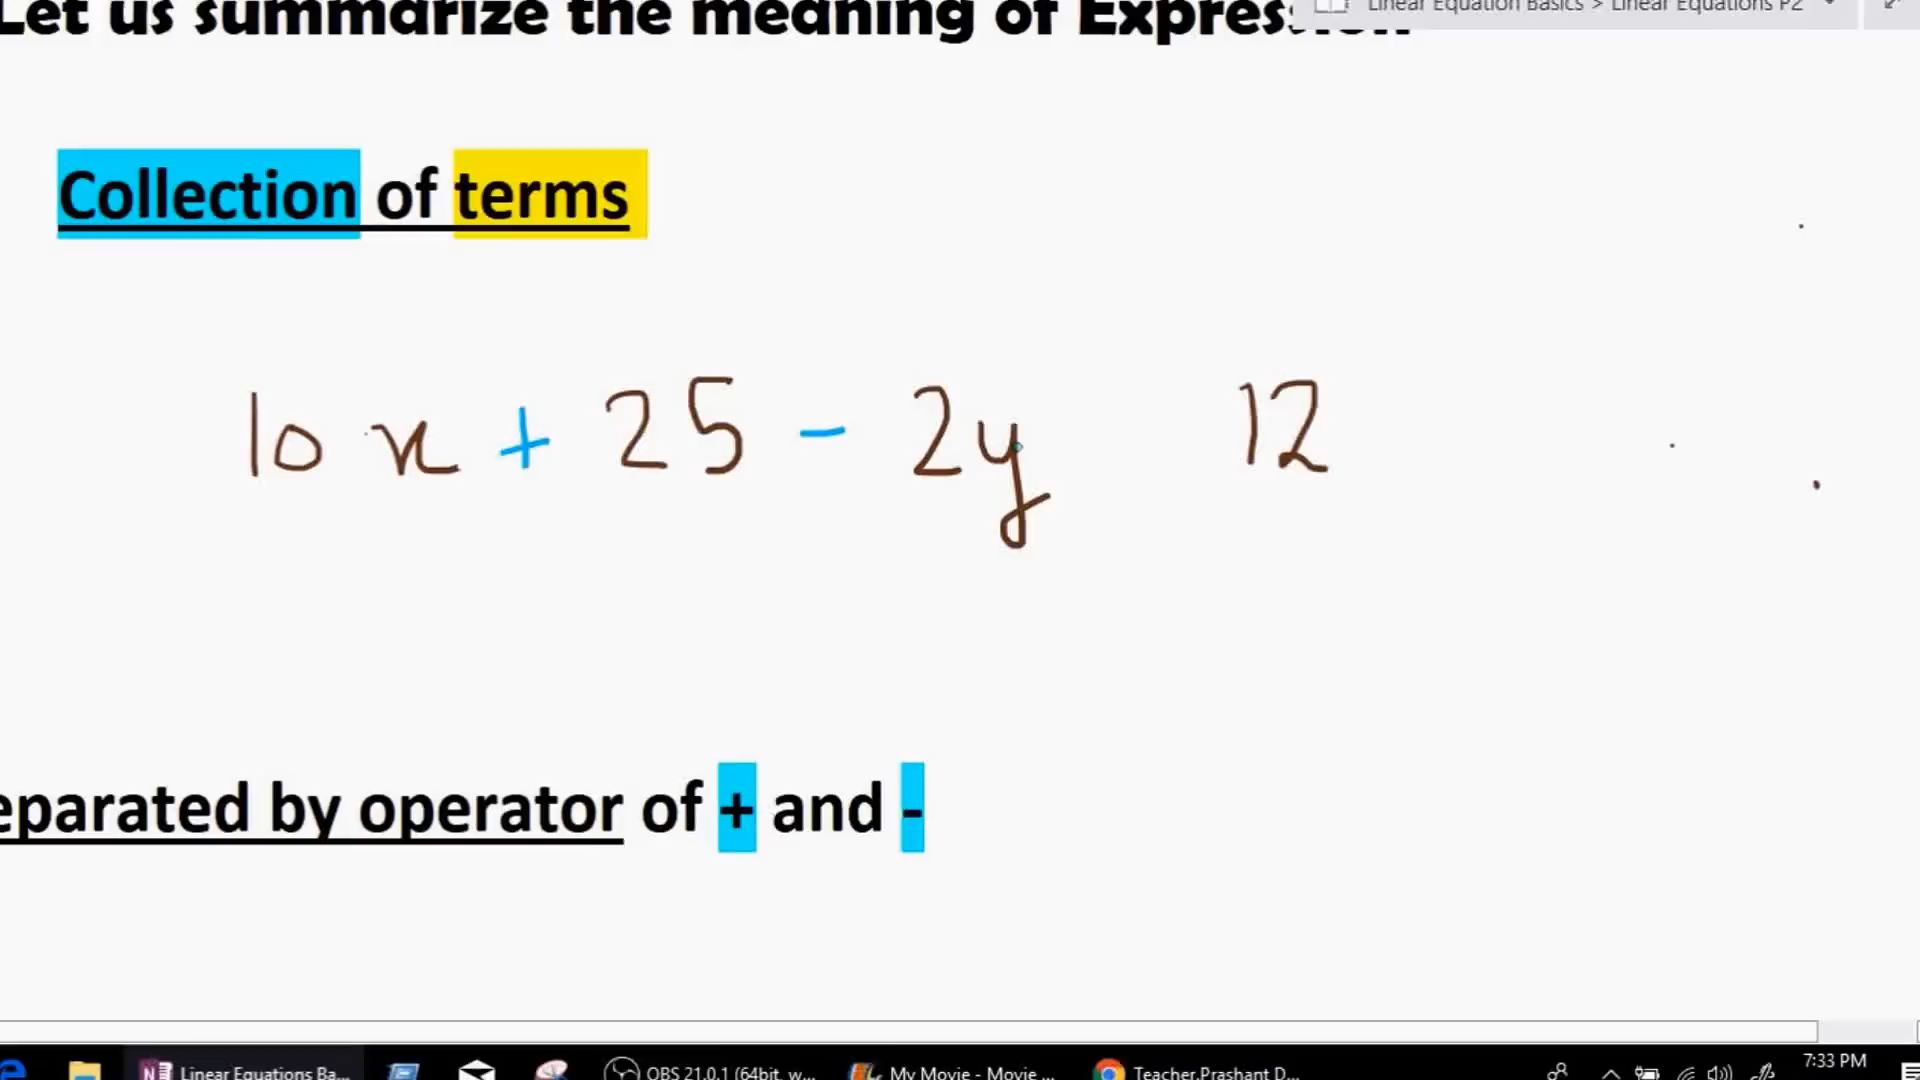 Let us summarize the meaning of Expression
Linear Equation Basics > Linear Equations P2
Collection of terms
10 x + 25 - 2y 12
eparated by operator of + and -
Linear Equations Ba...
OBS 21.0.1 (64bit, w...
My Movie - Movie ...
Teacher.Prashant D...
7:33 PM